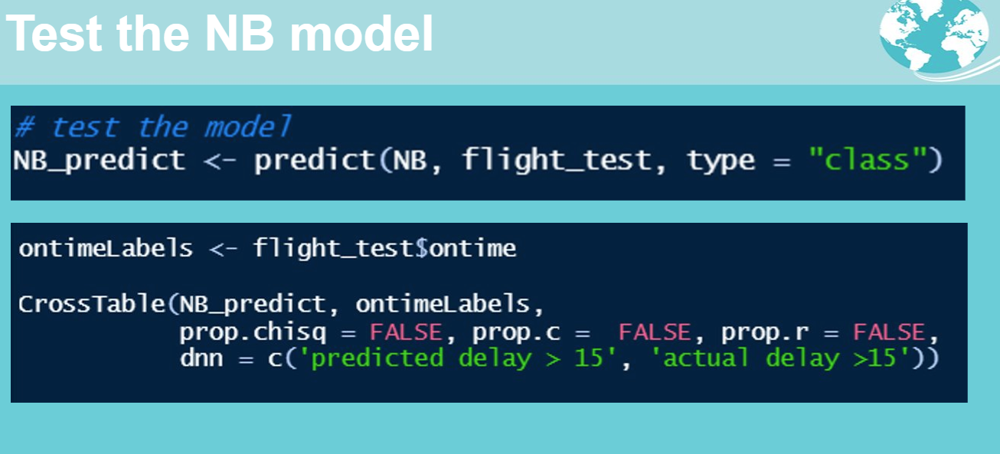 Test the NB model
# test the model
NB_predict <- predict(NB, flight_test, type = "class")
ontimeLabels <- flight_test$ontime
CrossTable(NB_predict, ontimeLabels,
prop.chisq = FALSE, prop.c =  FALSE, prop.r = FALSE,
dnn = c('predicted delay > 15', 'actual delay >15'))